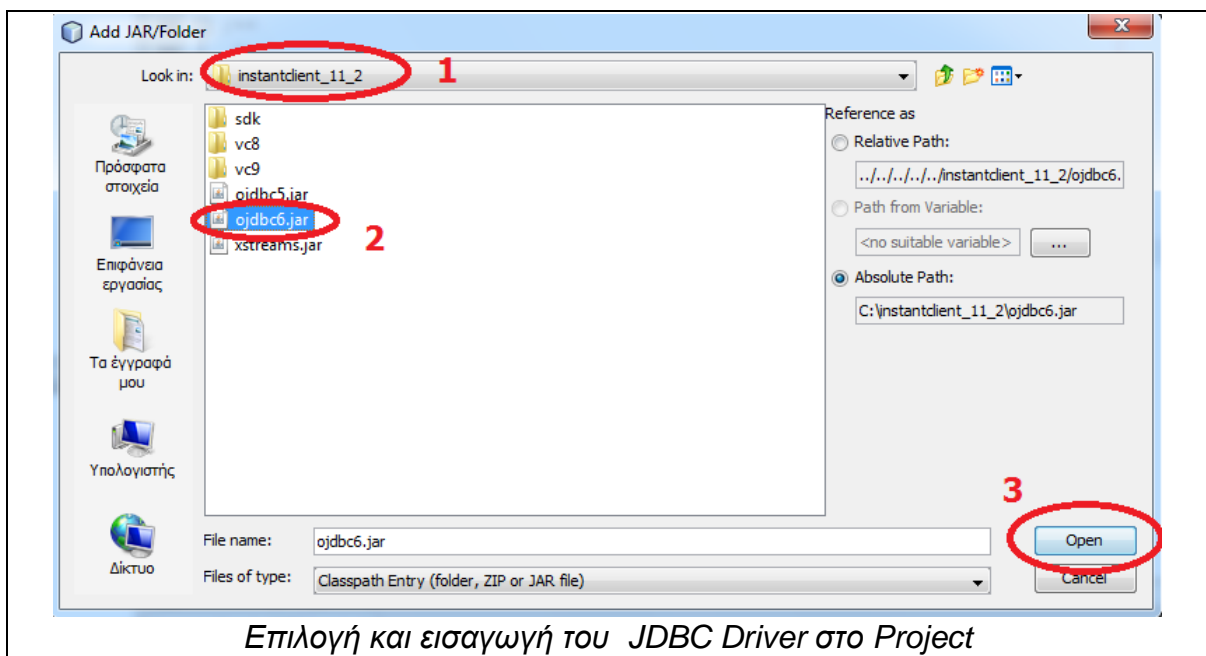 Add JAR/Folder
Look in: instantclient_11_2 1
sdk
vc8
vc9
ojdbc5.jar
ojdbc6.jar
xstreams.jar
2
Πρόσφατα
στοιχεία
Επιφάνεια
εργασίας
Τα έγγραφά
μου
Υπολογιστής
Δίκτυο
Reference as
Relative Path:
../../../../../instantclient_11_2/ojdbc6.
Path from Variable:
<no suitable variable> ...
Absolute Path:
C:\instantclient_11_2\ojdbc6.jar
3
File name: ojdbc6.jar Open
Files of type: Classpath Entry (folder, ZIP or JAR file) Cancel
Επιλογή και εισαγωγή του JDBC Driver στο Project